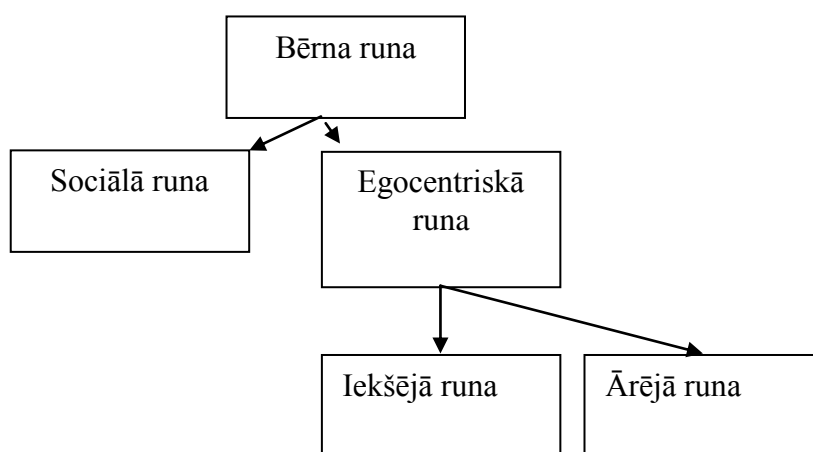 Bērna runa
Sociālā runa
Egocentriskā
runa
Iekšējā runa
Ārējā runa